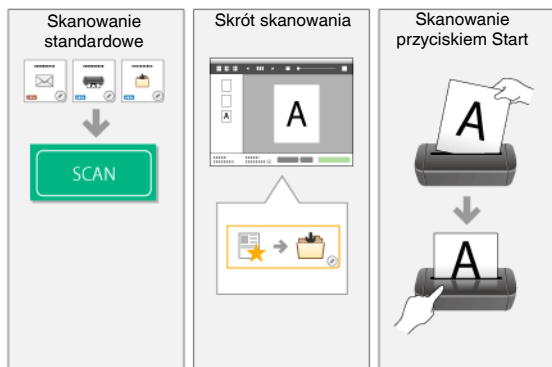 Skanowanie
standardowe
SCAN
Skrót skanowania
A
A
Skanowanie
przyciskiem Start
A
A